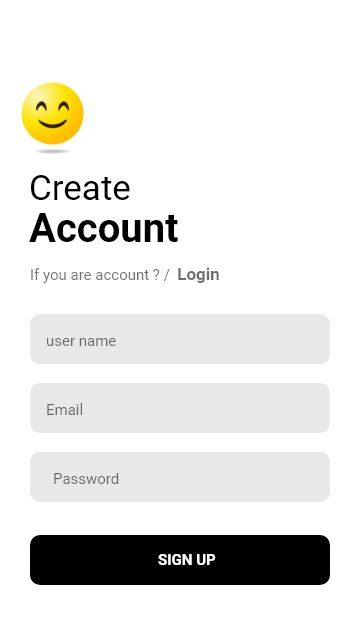 Create
Account
If you are account ? / Login
user name
Email
Password
SIGN UP